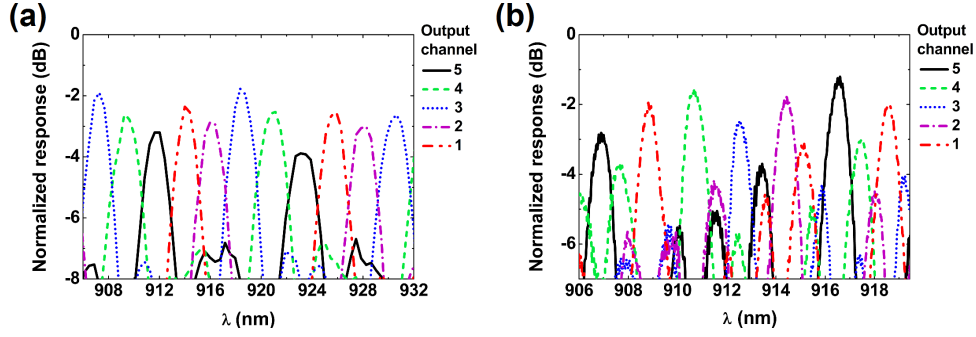 (a)
Normalized response (dB)
0
-2
-4
-6
-8
908 912 916 920 924 928 932
λ (nm)
Output
channel
5
4
3
2
1
(b)
Normalized response (dB)
0
-2
-4
-6
906 908 910 912 914 916 918
λ (nm)
Output
channel
5
4
3
2
1